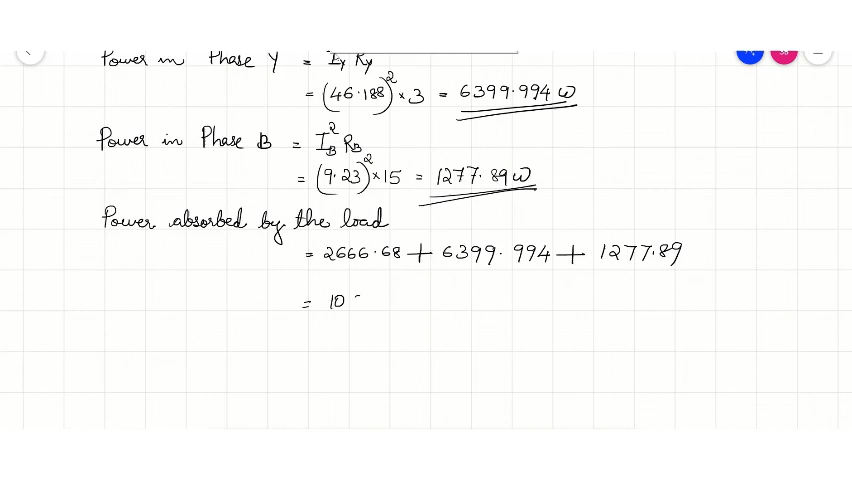 Power in Phase Y = I_Y R_Y
= (46.188)² × 3 = 6399.994 W
Power in Phase B = I_B² R_B
= (9.23)² × 15 = 1277.89 W
Power absorbed by the load
= 2666.68 + 6399.994 + 1277.89
= 10